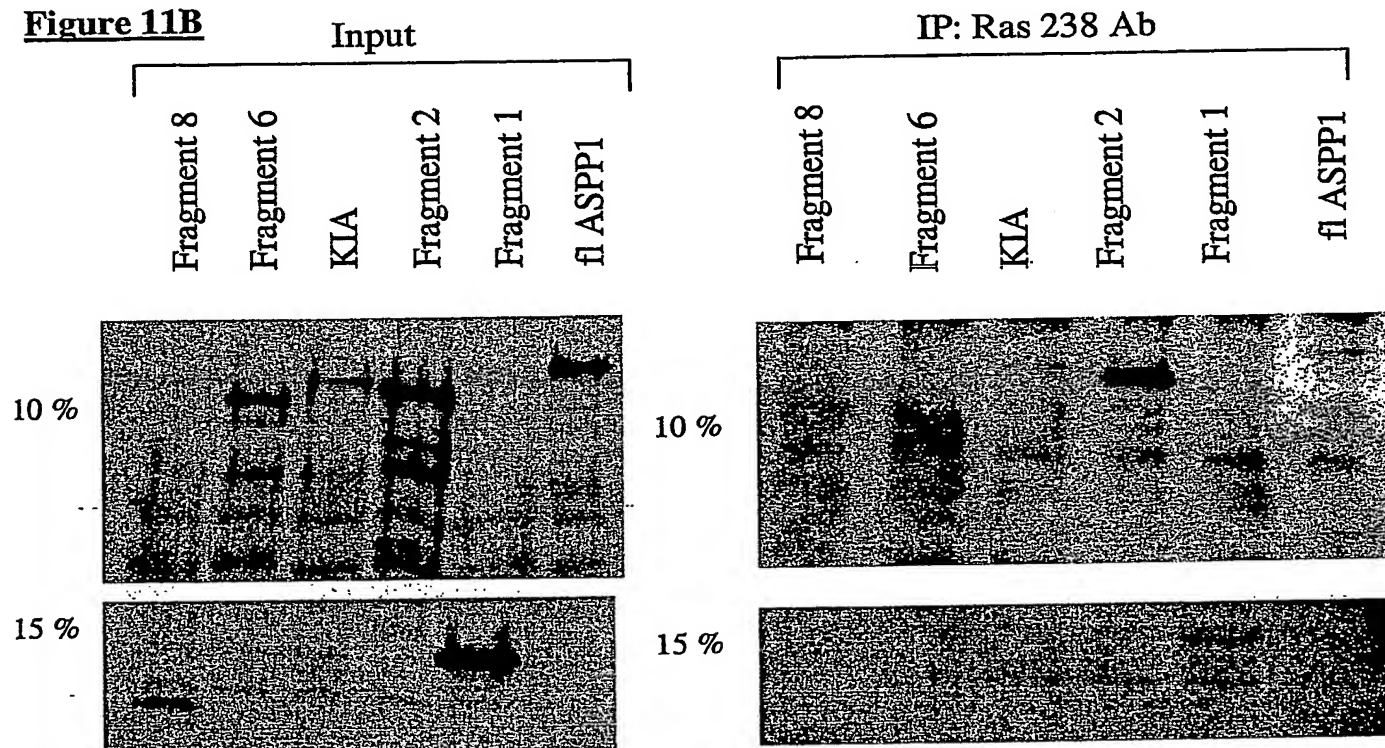 Figure 11B
Input
IP: Ras 238 Ab
Fragment 8
Fragment 6
KIA
Fragment 2
Fragment 1
fl ASPP1
Fragment 8
Fragment 6
KIA
Fragment 2
Fragment 1
fl ASPP1
10 %
10 %
15 %
15 %